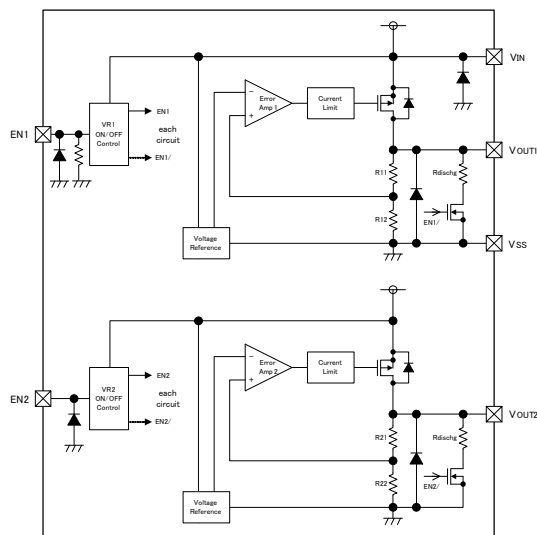 VIN
EN1
VR1
ON/OFF
Control
EN1
each
circuit
EN1/
Error
Amp 1
Current
Limit
VOUT1
R11
Rdischg
R12
EN1/
Voltage
Reference
VSS
EN2
VR2
ON/OFF
Control
EN2
each
circuit
EN2/
Error
Amp 2
Current
Limit
VOUT2
R21
Rdischg
R22
EN2/
Voltage
Reference